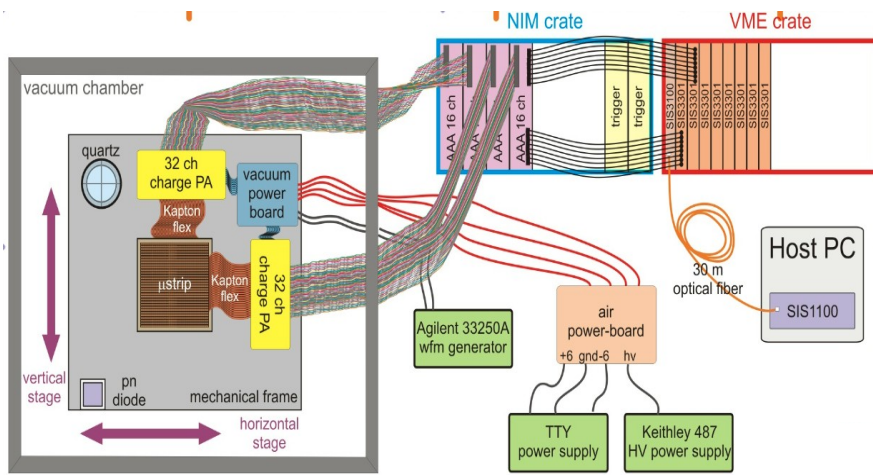 NIM crate
VME crate
vacuum chamber
quartz
32 ch
charge PA
vacuum
power
board
Kapton
flex
µstrip
Kapton
flex
32 ch
charge PA
vertical
stage
pn
diode
mechanical frame
horizontal
stage
AAA 16 ch
AAA
AAA
AAA 16 ch
trigger
trigger
SIS3100
SIS3301
SIS3301
SIS3301
SIS3301
SIS3301
SIS3301
SIS3301
30 m
optical fiber
Host PC
SIS1100
Agilent 33250A
wfm generator
air
power-board
+6 gnd -6 hv
TTY
power supply
Keithley 487
HV power supply